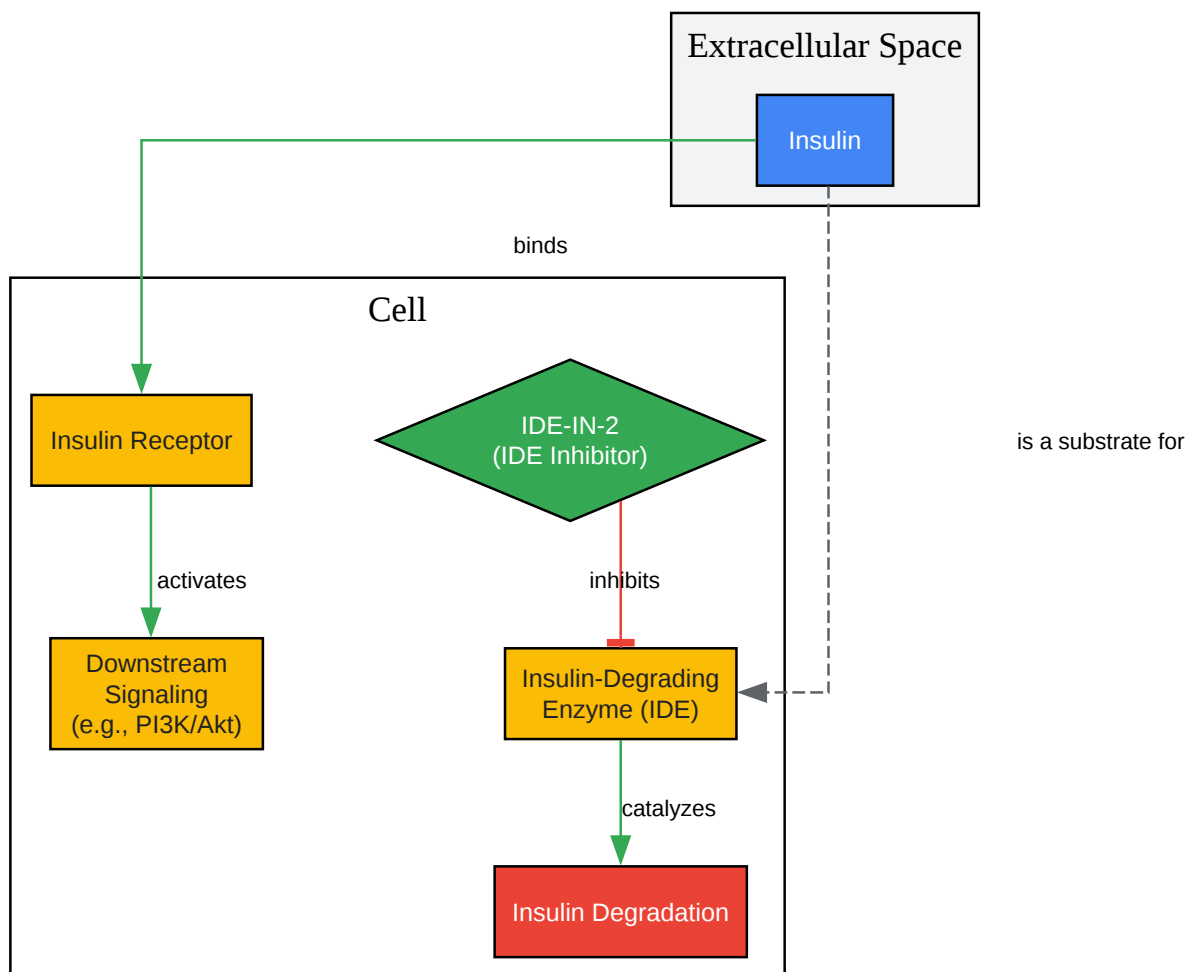 Extracellular Space
Insulin
binds
Cell
IDE-IN-2
(IDE Inhibitor)
Insulin Receptor
is a substrate for
activates
inhibits
Downstream
Signaling
(e.g., PI3K/Akt)
Insulin-Degrading
Enzyme (IDE)
catalyzes
Insulin Degradation